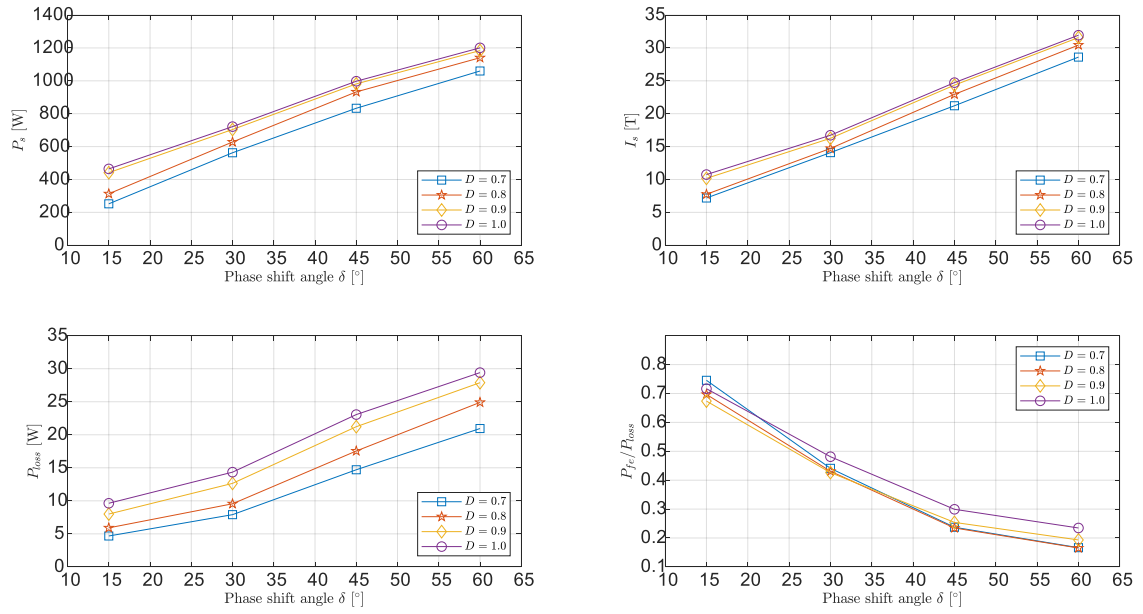 1400
1200
1000
800
600
400
200
0
P_s [W]
10 15 20 25 30 35 40 45 50 55 60 65
Phase shift angle δ [°]
D = 0.7
D = 0.8
D = 0.9
D = 1.0
35
30
25
20
15
10
5
0
I_s [T]
10 15 20 25 30 35 40 45 50 55 60 65
Phase shift angle δ [°]
D = 0.7
D = 0.8
D = 0.9
D = 1.0
35
30
25
20
15
10
5
0
P_loss [W]
10 15 20 25 30 35 40 45 50 55 60 65
Phase shift angle δ [°]
D = 0.7
D = 0.8
D = 0.9
D = 1.0
0.8
0.7
0.6
0.5
0.4
0.3
0.2
0.1
P_fe/P_loss
10 15 20 25 30 35 40 45 50 55 60 65
Phase shift angle δ [°]
D = 0.7
D = 0.8
D = 0.9
D = 1.0